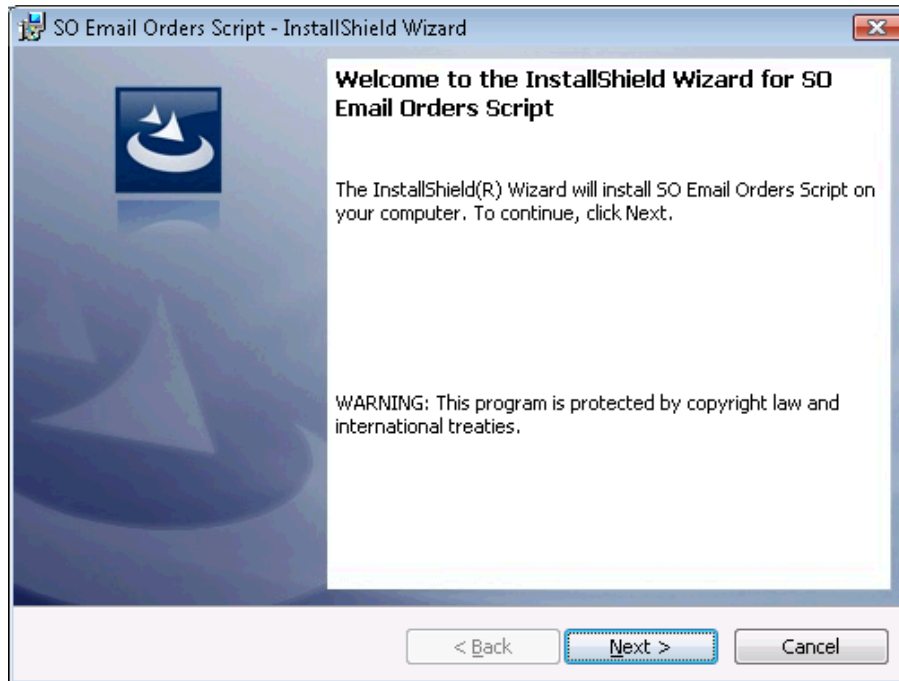 SO Email Orders Script - InstallShield Wizard
Welcome to the InstallShield Wizard for SO
Email Orders Script
The InstallShield(R) Wizard will install SO Email Orders Script on
your computer. To continue, click Next.
WARNING: This program is protected by copyright law and
international treaties.
< Back
Next >
Cancel